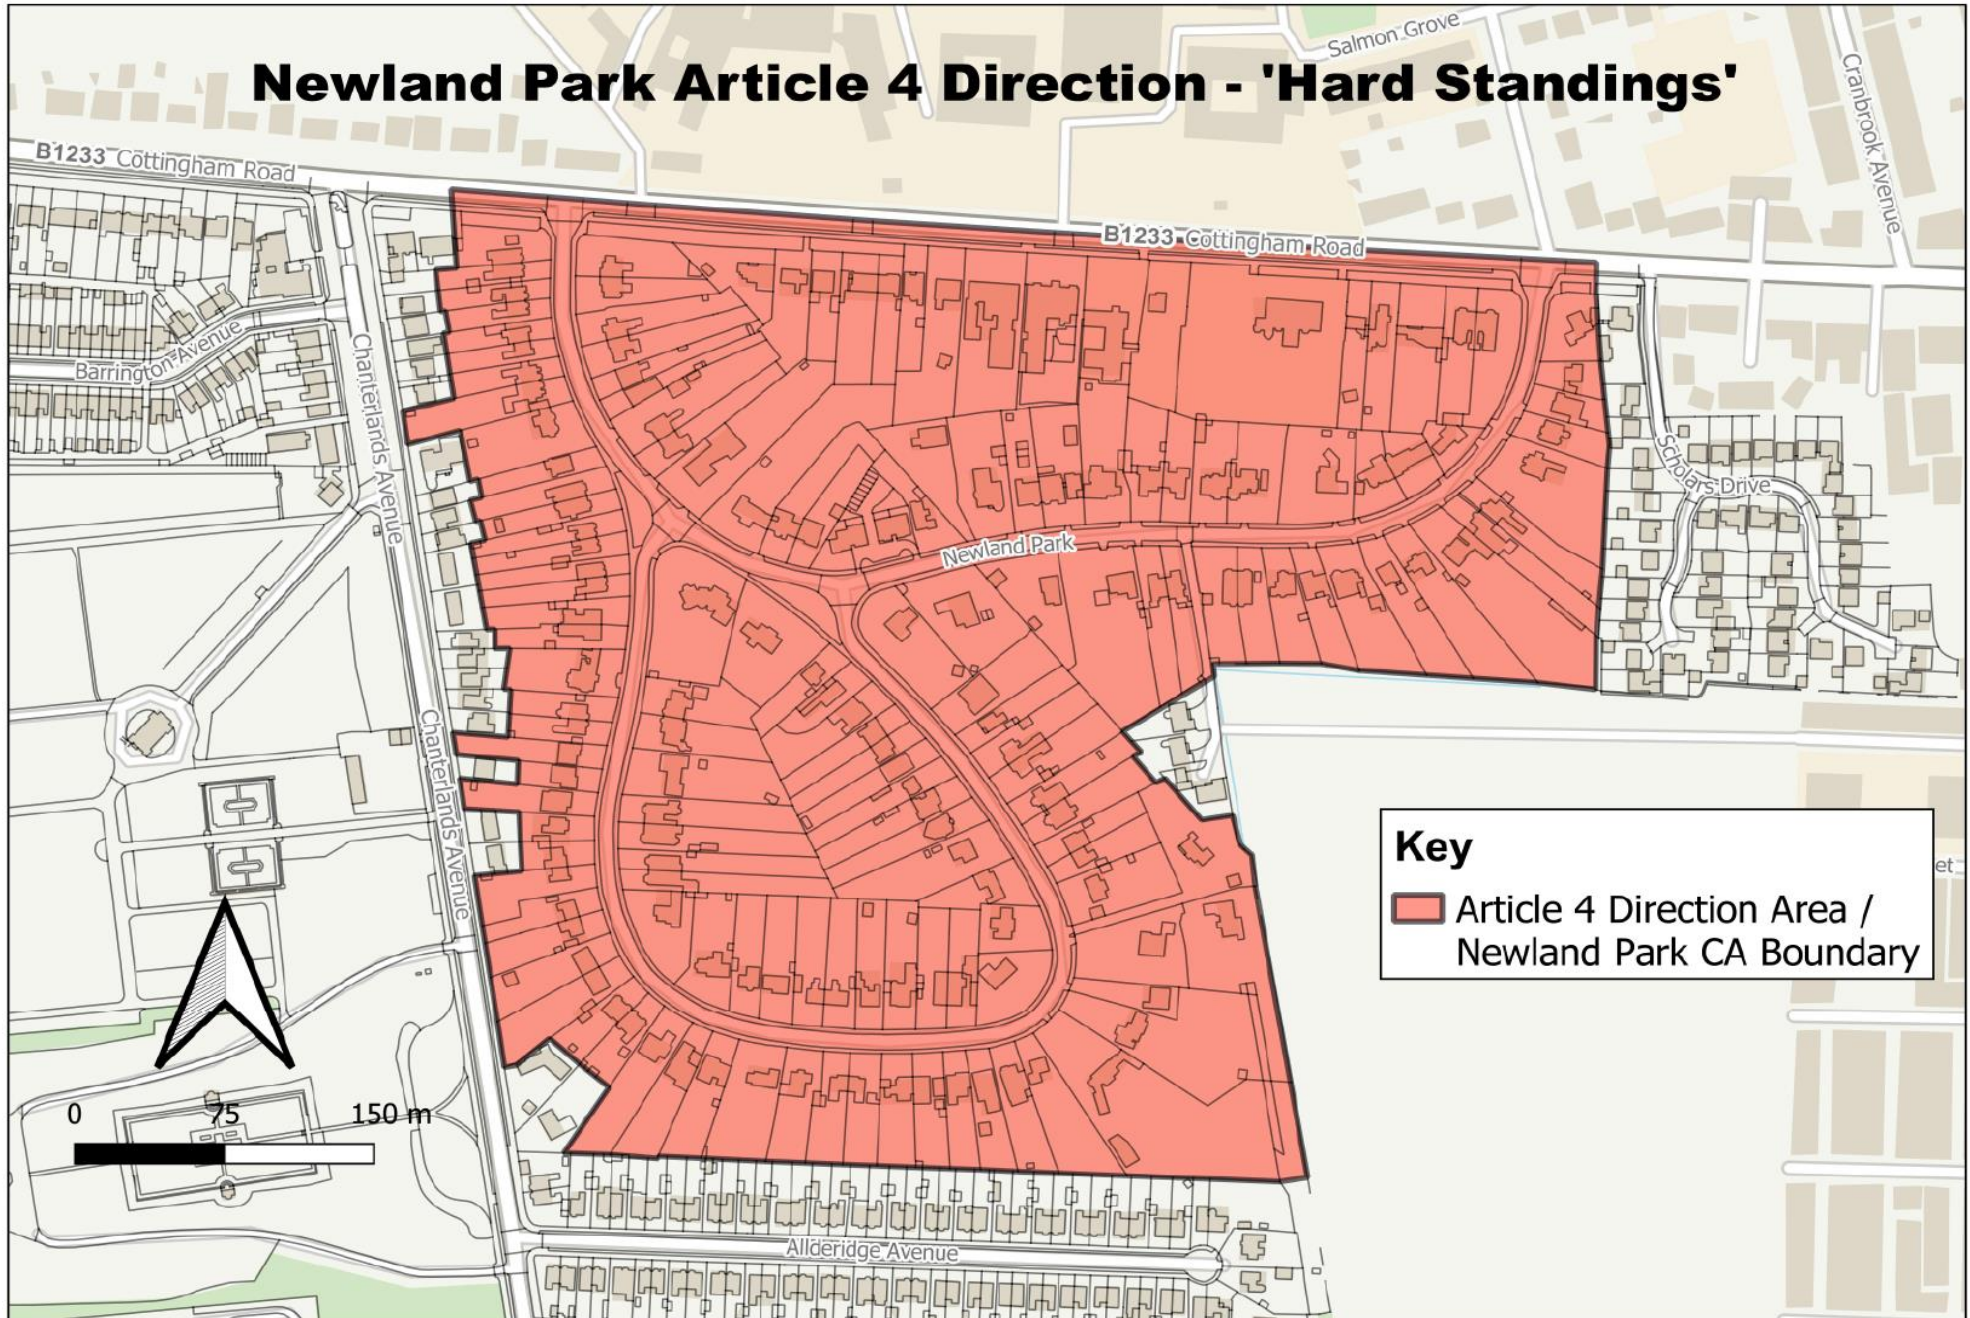 Newland Park Article 4 Direction - 'Hard Standings'
Salmon Grove
Cranbrook Avenue
B1233 Cottingham Road
B1233 Cottingham Road
Barrington Avenue
Chanterlands Avenue
Scholars Drive
Newland Park
Chanterlands Avenue
Key
Article 4 Direction Area /
Newland Park CA Boundary
et
0 75 150 m
Allderidge Avenue